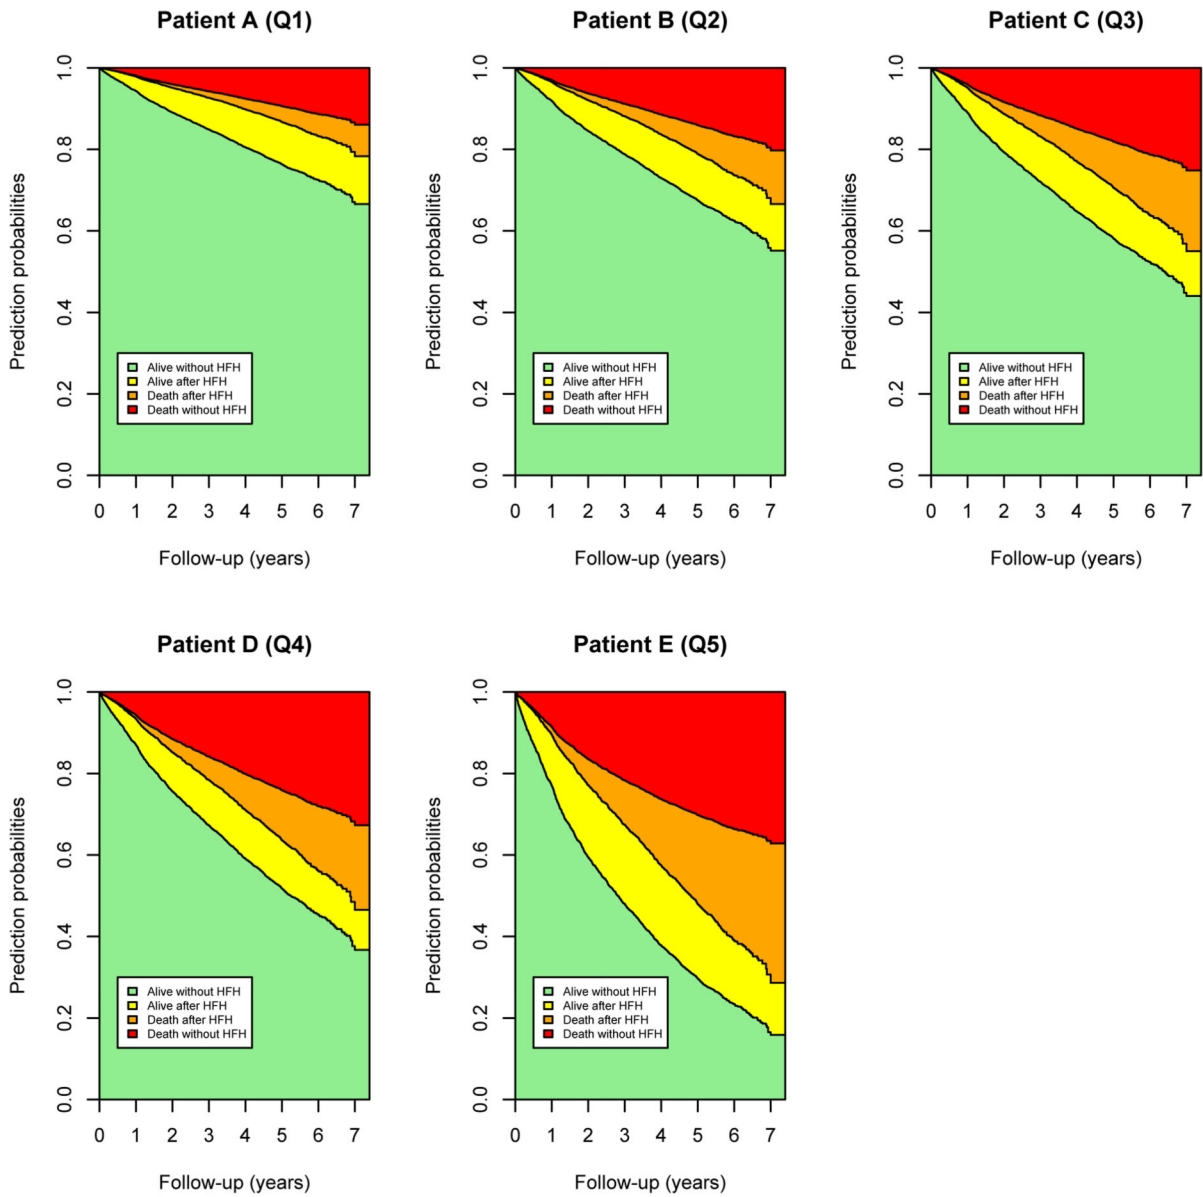 Patient A (Q1)
Prediction probabilities
1.0
0.8
0.6
0.4
0.2
0.0
Alive without HFH
Alive after HFH
Death after HFH
Death without HFH
0 1 2 3 4 5 6 7
Follow-up (years)
Patient B (Q2)
Prediction probabilities
1.0
0.8
0.6
0.4
0.2
0.0
Alive without HFH
Alive after HFH
Death after HFH
Death without HFH
0 1 2 3 4 5 6 7
Follow-up (years)
Patient C (Q3)
Prediction probabilities
1.0
0.8
0.6
0.4
0.2
0.0
Alive without HFH
Alive after HFH
Death after HFH
Death without HFH
0 1 2 3 4 5 6 7
Follow-up (years)
Patient D (Q4)
Prediction probabilities
1.0
0.8
0.6
0.4
0.2
0.0
Alive without HFH
Alive after HFH
Death after HFH
Death without HFH
0 1 2 3 4 5 6 7
Follow-up (years)
Patient E (Q5)
Prediction probabilities
1.0
0.8
0.6
0.4
0.2
0.0
Alive without HFH
Alive after HFH
Death after HFH
Death without HFH
0 1 2 3 4 5 6 7
Follow-up (years)